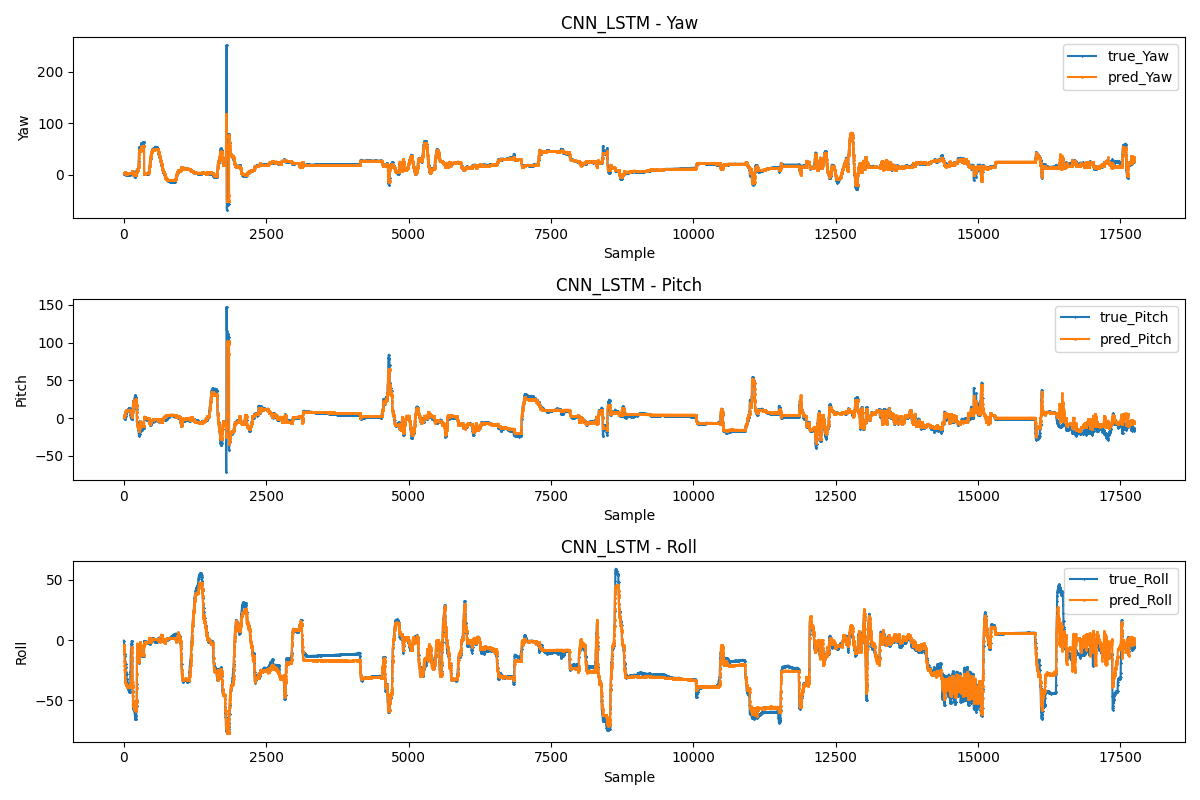 CNN_LSTM - Yaw
true_Yaw
pred_Yaw
Yaw
200
100
0
0 2500 5000 7500 10000 12500 15000 17500
Sample
CNN_LSTM - Pitch
true_Pitch
pred_Pitch
Pitch
150
100
50
0
−50
0 2500 5000 7500 10000 12500 15000 17500
Sample
CNN_LSTM - Roll
true_Roll
pred_Roll
Roll
50
0
−50
0 2500 5000 7500 10000 12500 15000 17500
Sample